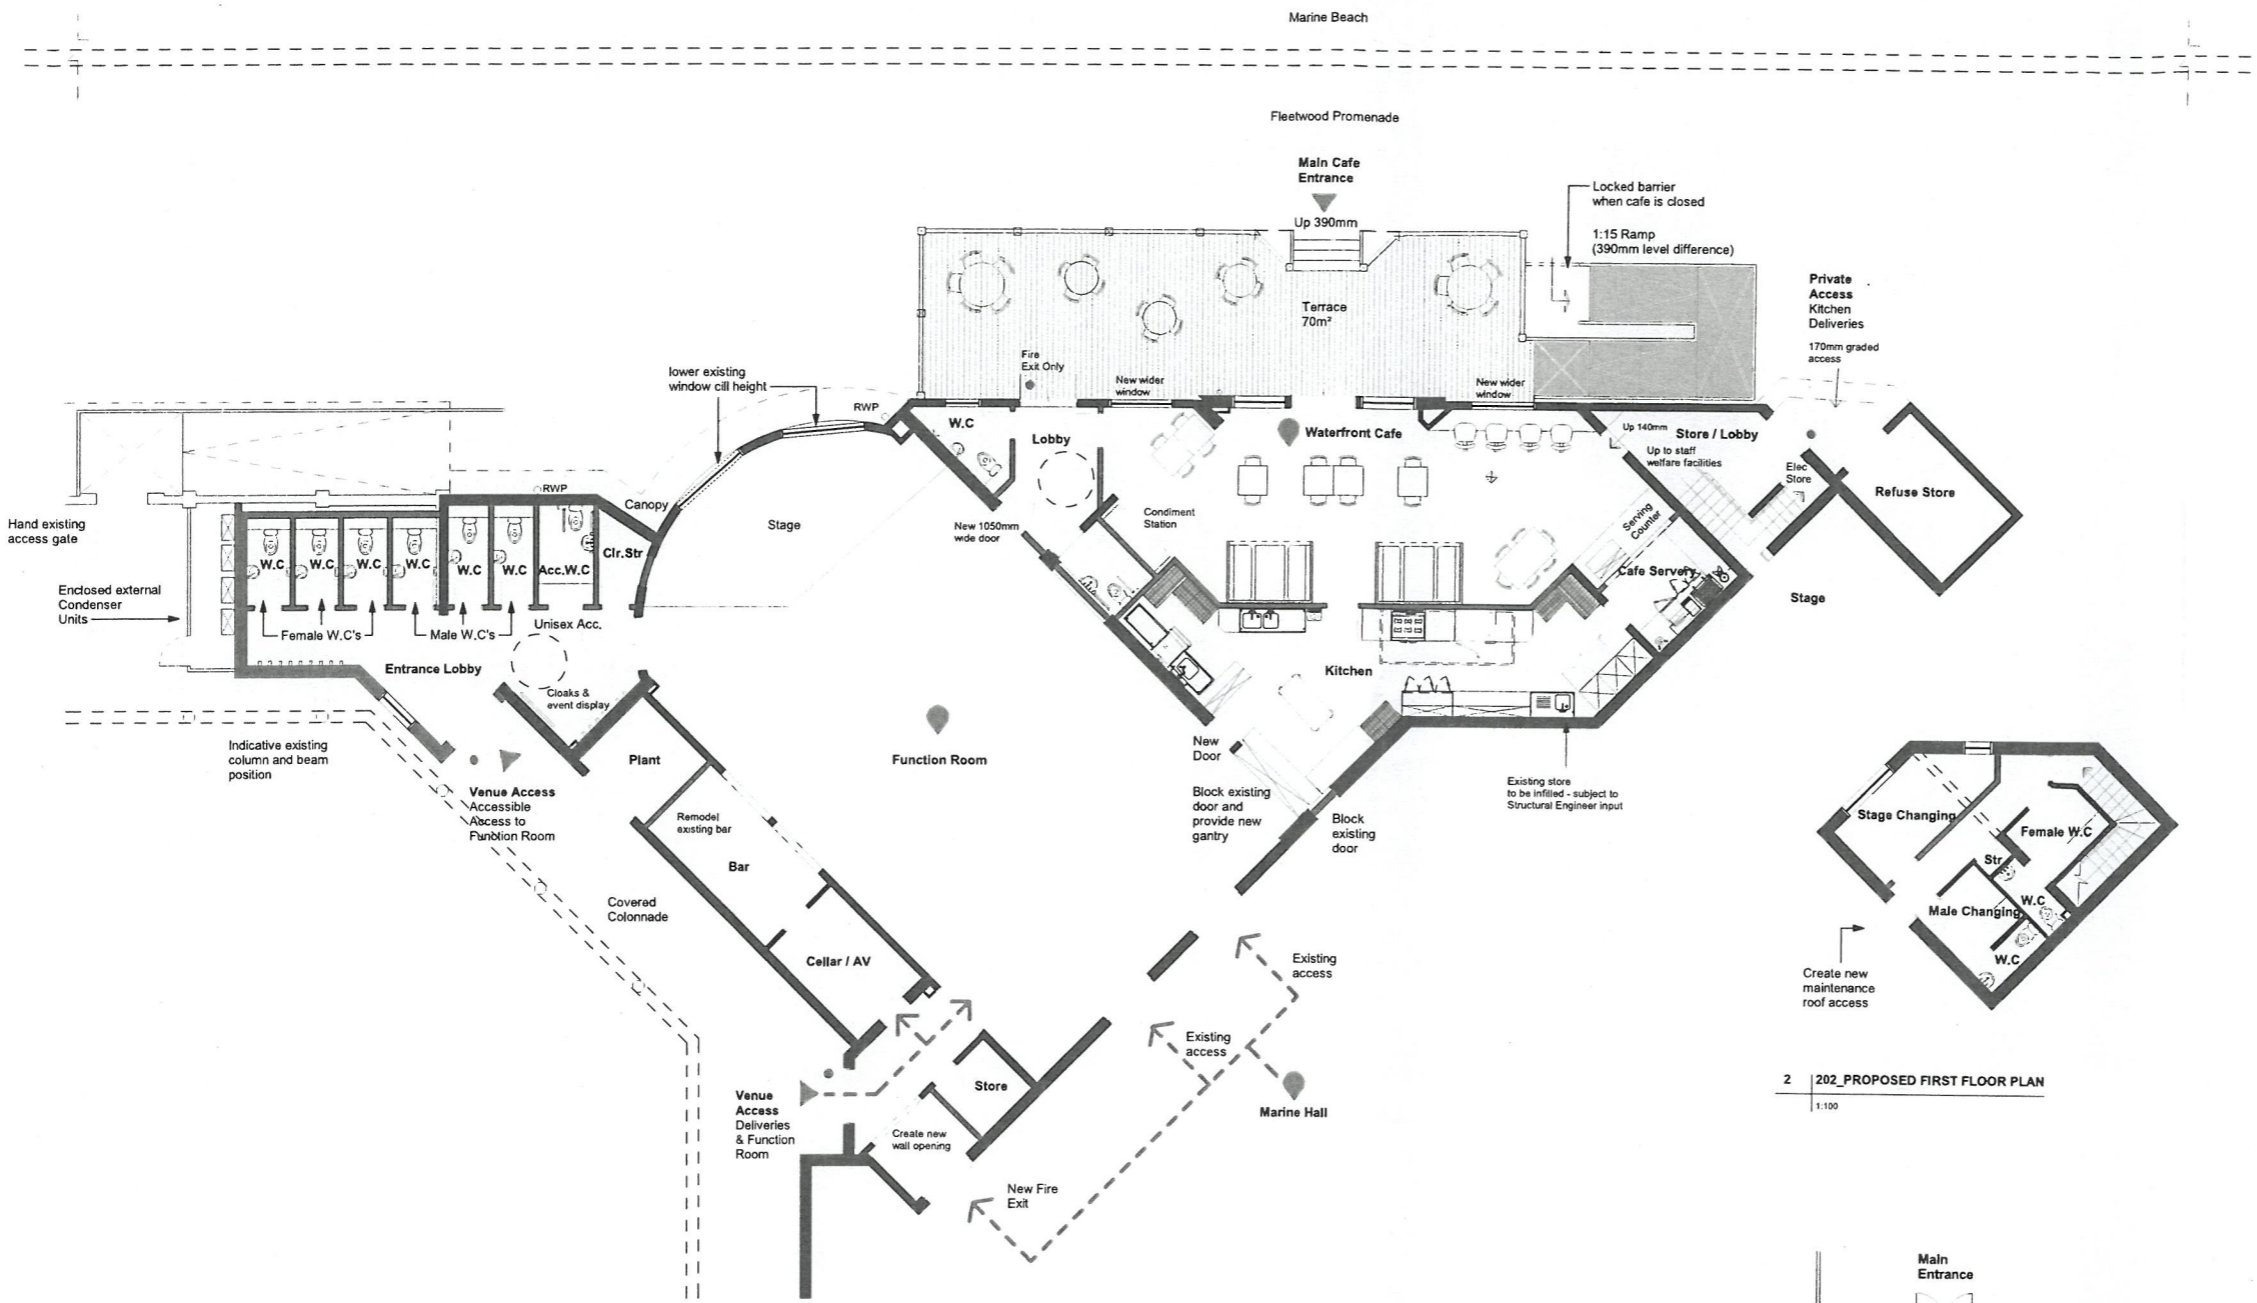 Marine Beach
Fleetwood Promenade
Main Cafe
Entrance
Up 390mm
Locked barrier
when cafe is closed
1:15 Ramp
(390mm level difference)
Private
Access
Kitchen
Deliveries
170mm graded
access
Terrace
70m²
Fire
Exit Only
New wider
window
New wider
window
lower existing
window cill height
RWP
W.C
Lobby
Waterfront Cafe
Up 140mm
Store / Lobby
Up to staff
welfare facilities
Elec
Store
Refuse Store
RWP
Canopy
Stage
New 1050mm
wide door
Condiment
Station
Serving
Counter
Cafe Servery
Stage
Hand existing
access gate
Clr.Str
W.C
W.C
W.C
W.C
W.C
W.C
Acc.W.C
Enclosed external
Condenser
Units
Female W.C's
Male W.C's
Unisex Acc.
Entrance Lobby
Cloaks &
event display
Kitchen
Indicative existing
column and beam
position
Plant
Function Room
New
Door
Venue Access
Accessible
Access to
Function Room
Block existing
door and
provide new
gantry
Block
existing
door
Existing store
to be infilled - subject to
Structural Engineer input
Remodel
existing bar
Bar
Covered
Colonnade
Cellar / AV
Existing
access
Existing
access
Stage Changing
Female W.C
Str
W.C
Male Changing
W.C
Create new
maintenance
roof access
Store
Venue
Access
Deliveries
& Function
Room
Create new
wall opening
Marine Hall
New Fire
Exit
2 202_PROPOSED FIRST FLOOR PLAN
1:100
Main
Entrance